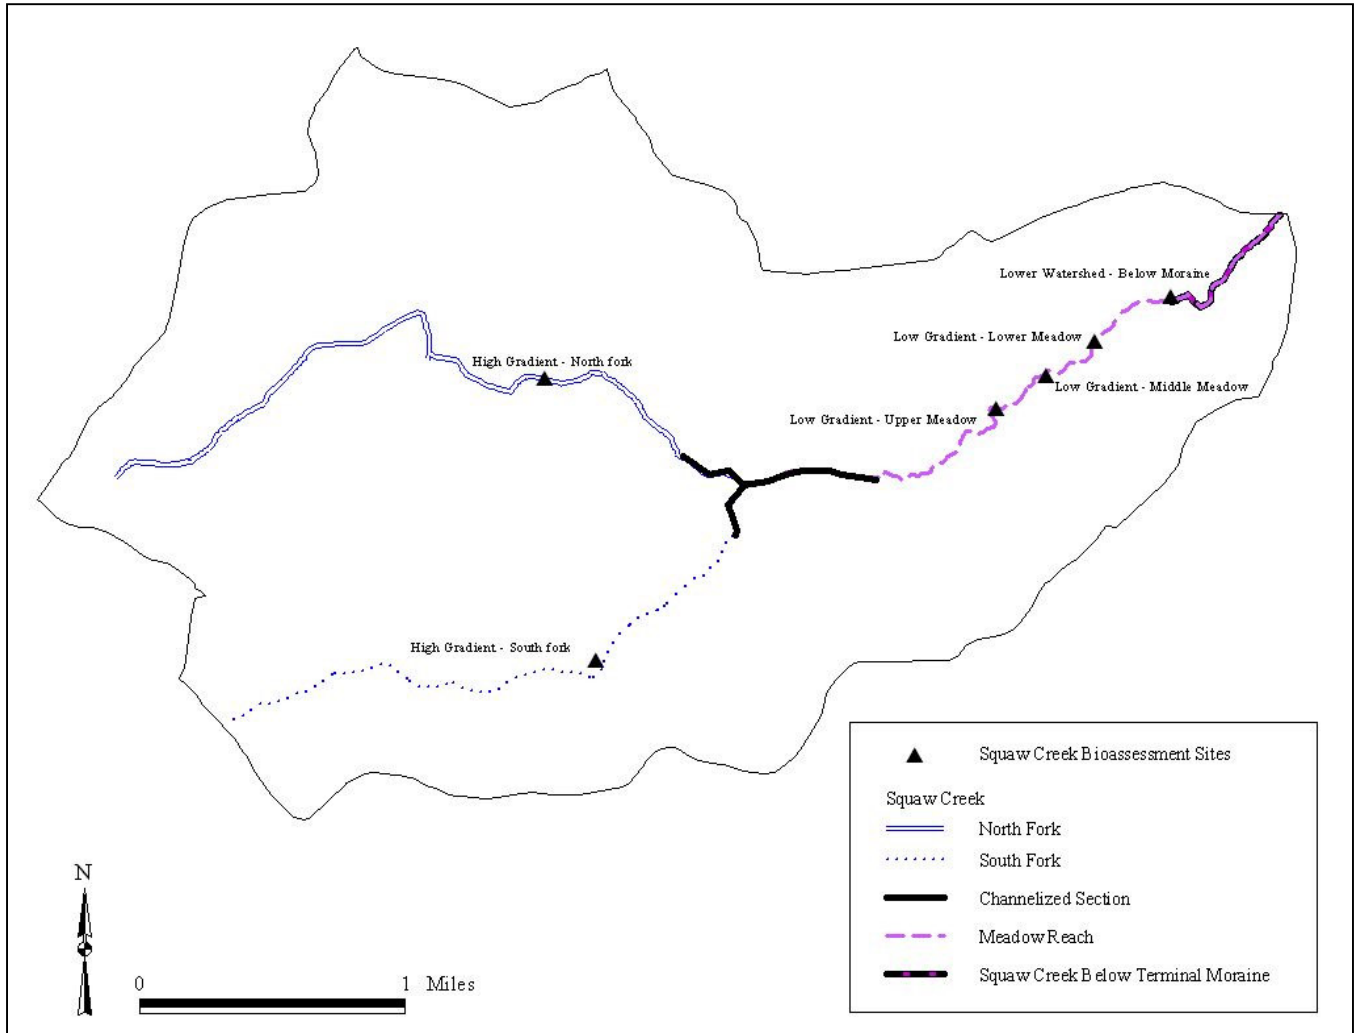 Lower Watershed - Below Moraine
Low Gradient - Lower Meadow
High Gradient - North fork
Low Gradient - Middle Meadow
Low Gradient - Upper Meadow
High Gradient - South fork
Squaw Creek Bioassessment Sites
Squaw Creek
North Fork
South Fork
Channelized Section
Meadow Reach
Squaw Creek Below Terminal Moraine
N
0 1 Miles